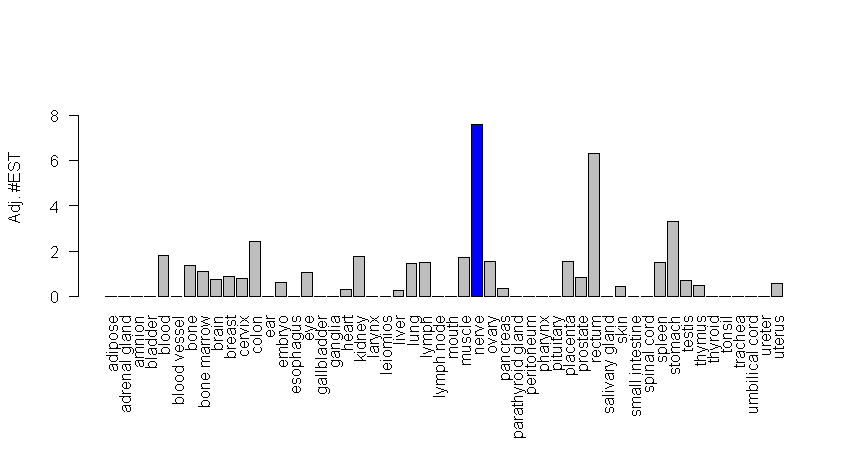 Adj. #EST
8
6
4
2
0
adipose
adrenal gland
amnion
bladder
blood
blood vessel
bone
bone marrow
brain
breast
cervix
colon
ear
embryo
esophagus
eye
gallbladder
ganglia
heart
kidney
larynx
leiomios
liver
lung
lymph
lymph node
mouth
muscle
nerve
ovary
pancreas
parathyroid gland
peritoneum
pharynx
pituitary
placenta
prostate
rectum
salivary gland
skin
small intestine
spinal cord
spleen
stomach
testis
thymus
thyroid
tonsil
trachea
umbilical cord
ureter
uterus